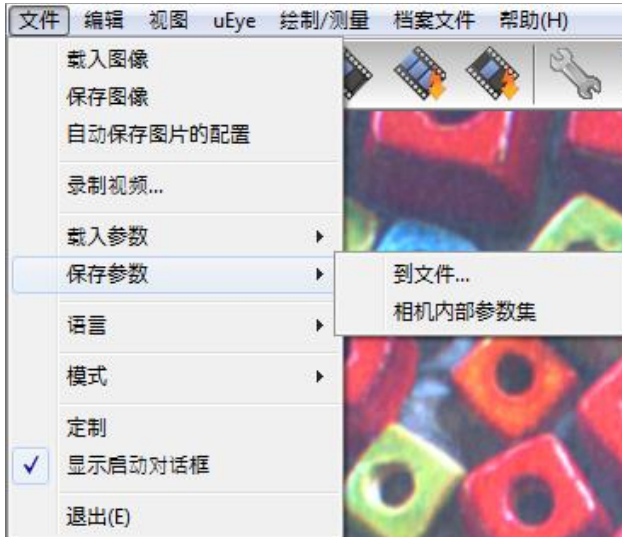 文件 编辑 视图 uEye 绘制/测量 档案文件 帮助(H)
载入图像
保存图像
自动保存图片的配置
录制视频...
载入参数
保存参数
到文件...
相机内部参数集
语言
模式
定制
显示启动对话框
退出(E)